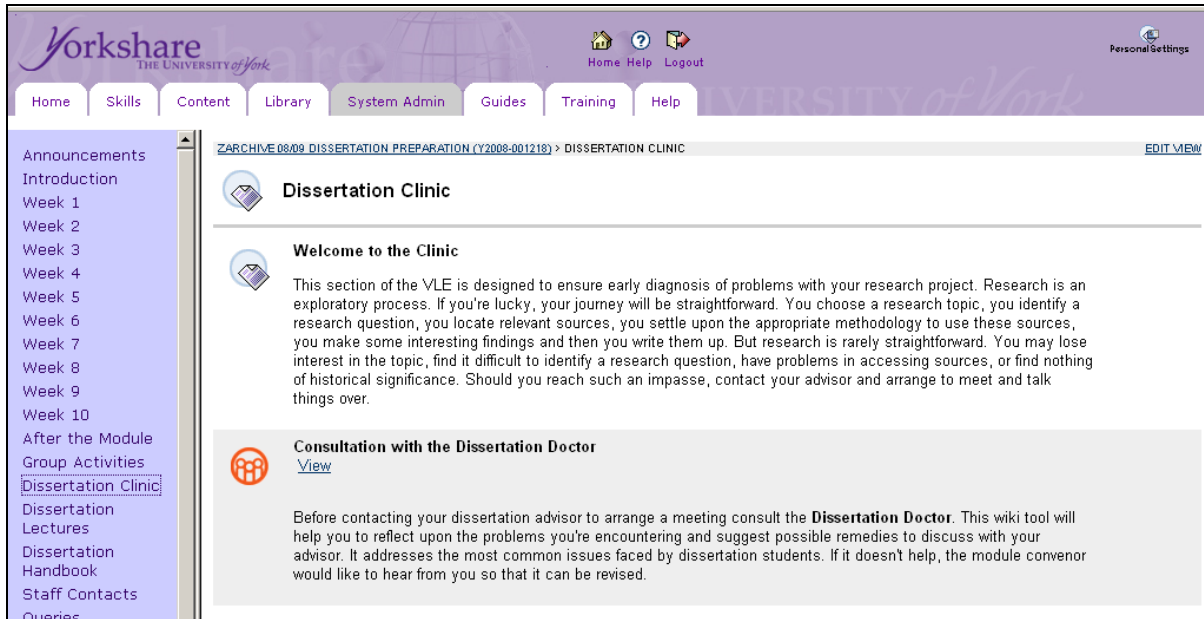 Yorkshare
THE UNIVERSITY of York
Home Help Logout
Personal Settings
Home Skills Content Library System Admin Guides Training Help
UNIVERSITY of York
Announcements
Introduction
Week 1
Week 2
Week 3
Week 4
Week 5
Week 6
Week 7
Week 8
Week 9
Week 10
After the Module
Group Activities
Dissertation Clinic
Dissertation
Lectures
Dissertation
Handbook
Staff Contacts
Queries
ZARCHIVE 08/09 DISSERTATION PREPARATION (Y2008-001218) > DISSERTATION CLINIC
EDIT VIEW
Dissertation Clinic
Welcome to the Clinic
This section of the VLE is designed to ensure early diagnosis of problems with your research project. Research is an
exploratory process. If you're lucky, your journey will be straightforward. You choose a research topic, you identify a
research question, you locate relevant sources, you settle upon the appropriate methodology to use these sources,
you make some interesting findings and then you write them up. But research is rarely straightforward. You may lose
interest in the topic, find it difficult to identify a research question, have problems in accessing sources, or find nothing
of historical significance. Should you reach such an impasse, contact your advisor and arrange to meet and talk
things over.
Consultation with the Dissertation Doctor
View
Before contacting your dissertation advisor to arrange a meeting consult the Dissertation Doctor. This wiki tool will
help you to reflect upon the problems you're encountering and suggest possible remedies to discuss with your
advisor. It addresses the most common issues faced by dissertation students. If it doesn't help, the module convenor
would like to hear from you so that it can be revised.